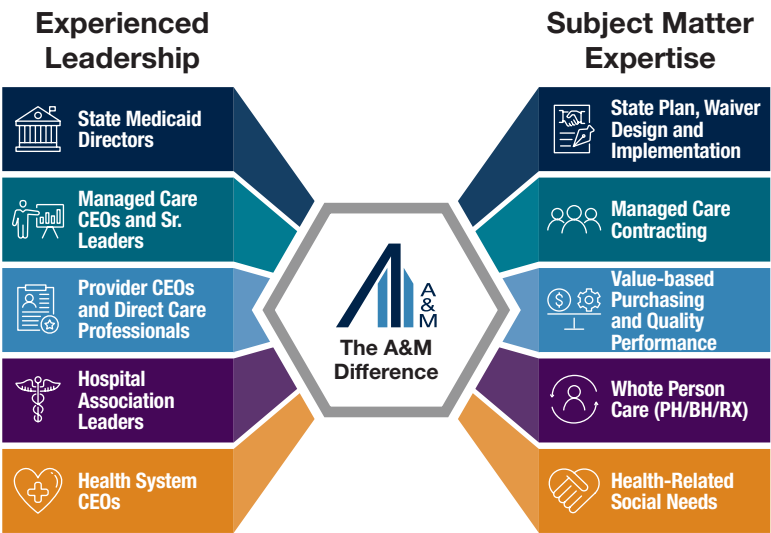 Experienced
Leadership
State Medicaid
Directors
Managed Care
CEOs and Sr.
Leaders
Provider CEOs
and Direct Care
Professionals
Hospital
Association
Leaders
Health System
CEOs
A&M
The A&M
Difference
Subject Matter
Expertise
State Plan, Waiver
Design and
Implementation
Managed Care
Contracting
Value-based
Purchasing
and Quality
Performance
Whote Person
Care (PH/BH/RX)
Health-Related
Social Needs